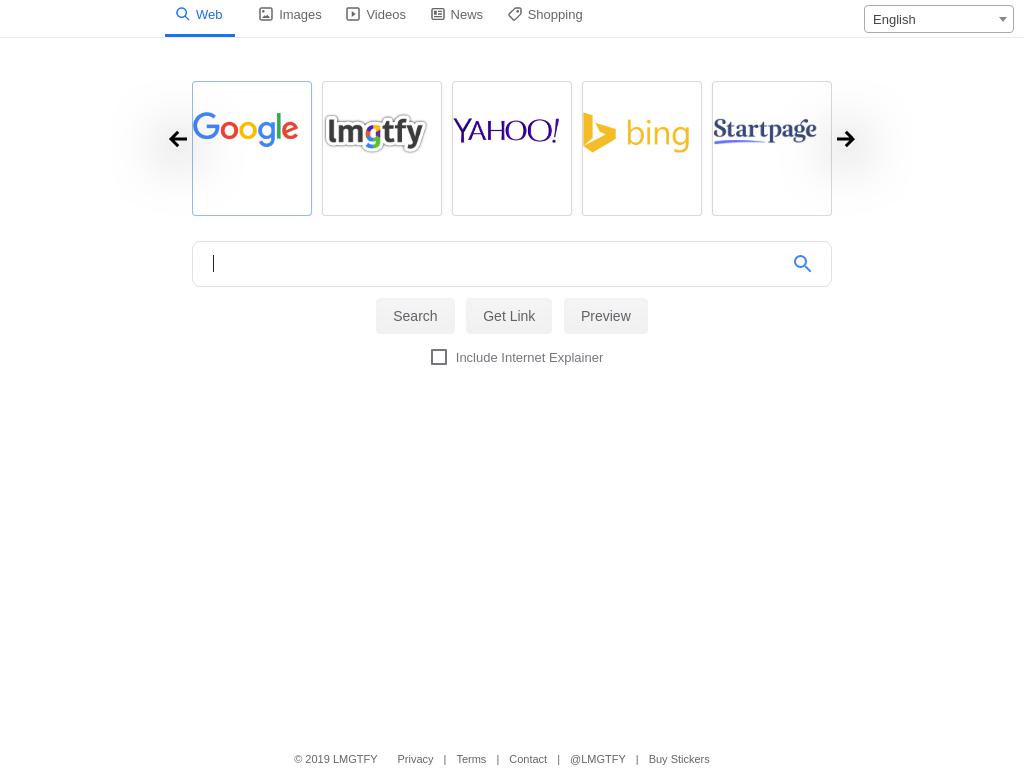 Web Images Videos News Shopping English
Google lmgtfy YAHOO! bing Startpage
Search Get Link Preview
Include Internet Explainer
© 2019 LMGTFY Privacy | Terms | Contact | @LMGTFY | Buy Stickers